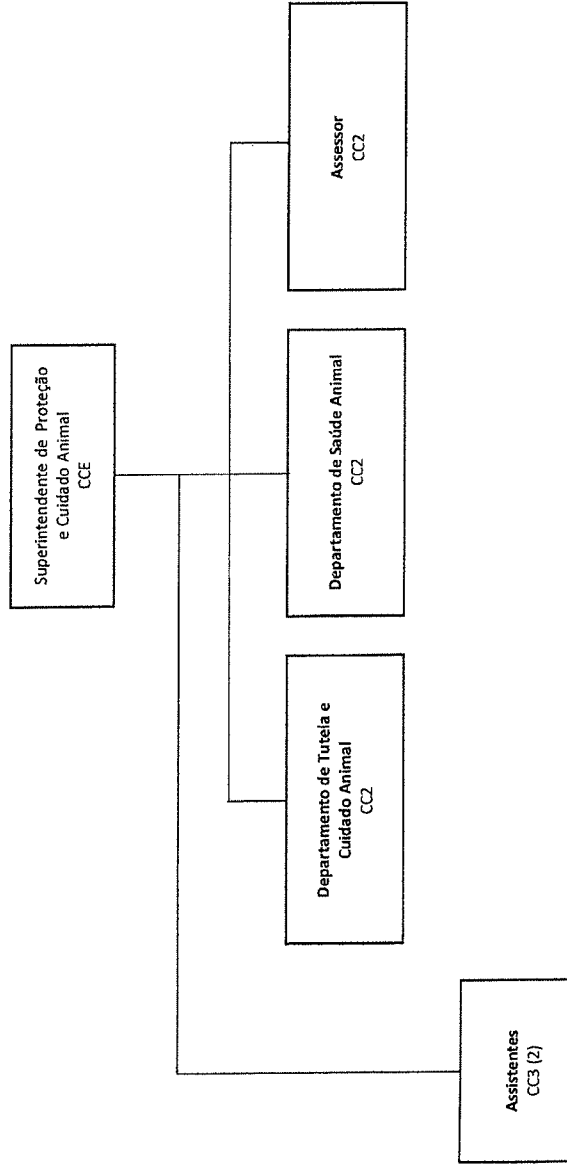 Superintendente de Proteção
e Cuidado Animal
CCE
Departamento de Tutela e
Cuidado Animal
CC2
Departamento de Saúde Animal
CC2
Assessor
CC2
Assistentes
CC3 (2)